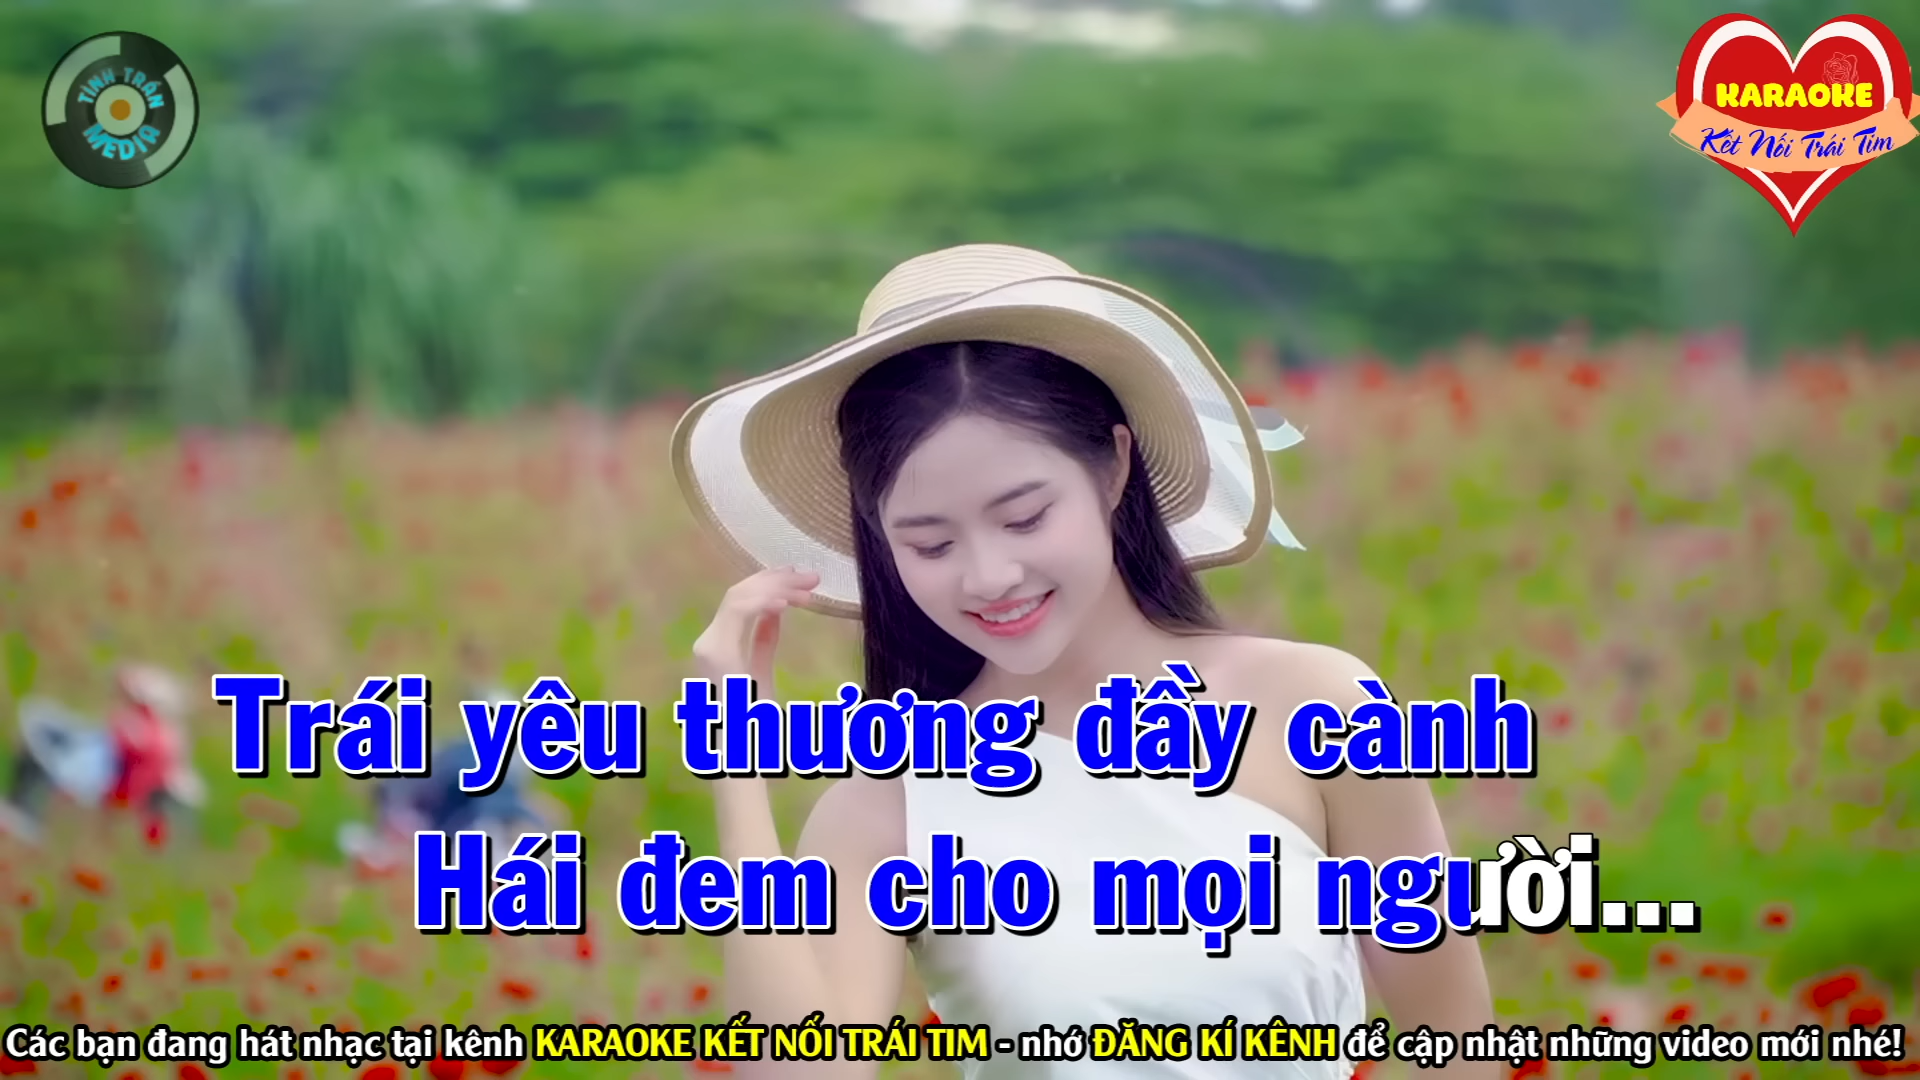 TÌNH TRẦN
MEDIA
KARAOKE
Kết Nối Trái Tim
Trái yêu thương đầy cành
Hái đem cho mọi người...
Các bạn đang hát nhạc tại kênh KARAOKE KẾT NỐI TRÁI TIM - nhớ ĐĂNG KÍ KÊNH để cập nhật những video mới nhé!